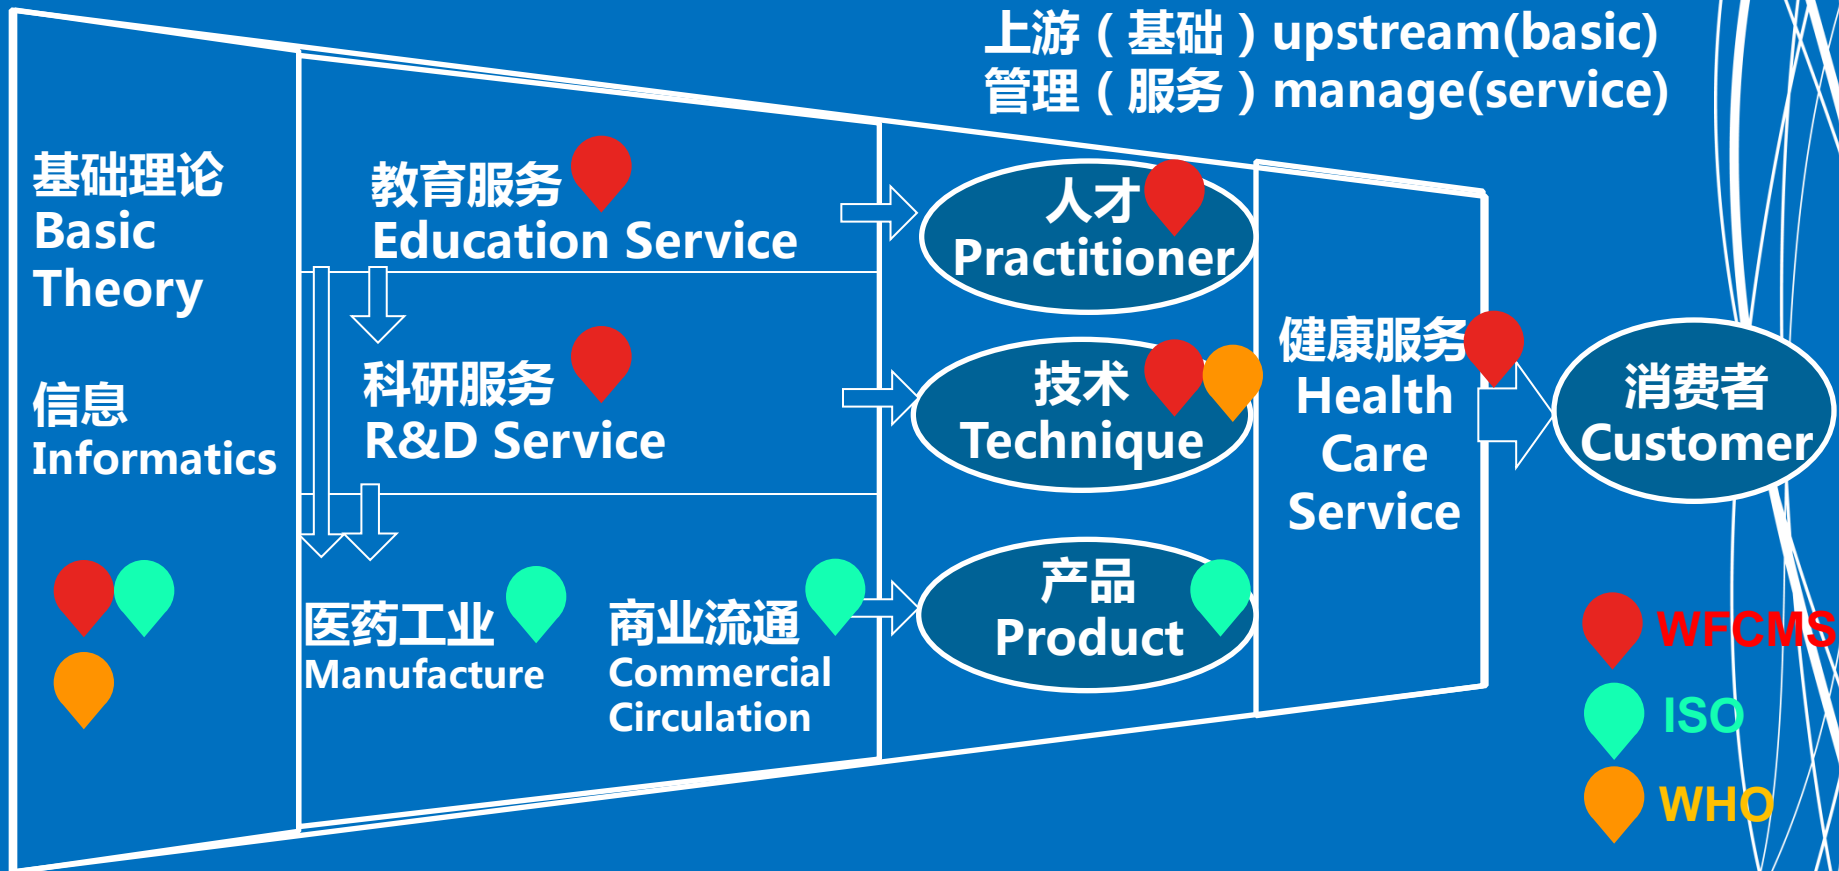 上游（基础）upstream(basic)
管理（服务）manage(service)
基础理论
Basic
Theory
信息
Informatics
教育服务
Education Service
科研服务
R&D Service
医药工业
Manufacture
商业流通
Commercial
Circulation
人才
Practitioner
技术
Technique
产品
Product
健康服务
Health
Care
Service
消费者
Customer
WFCMS
ISO
WHO